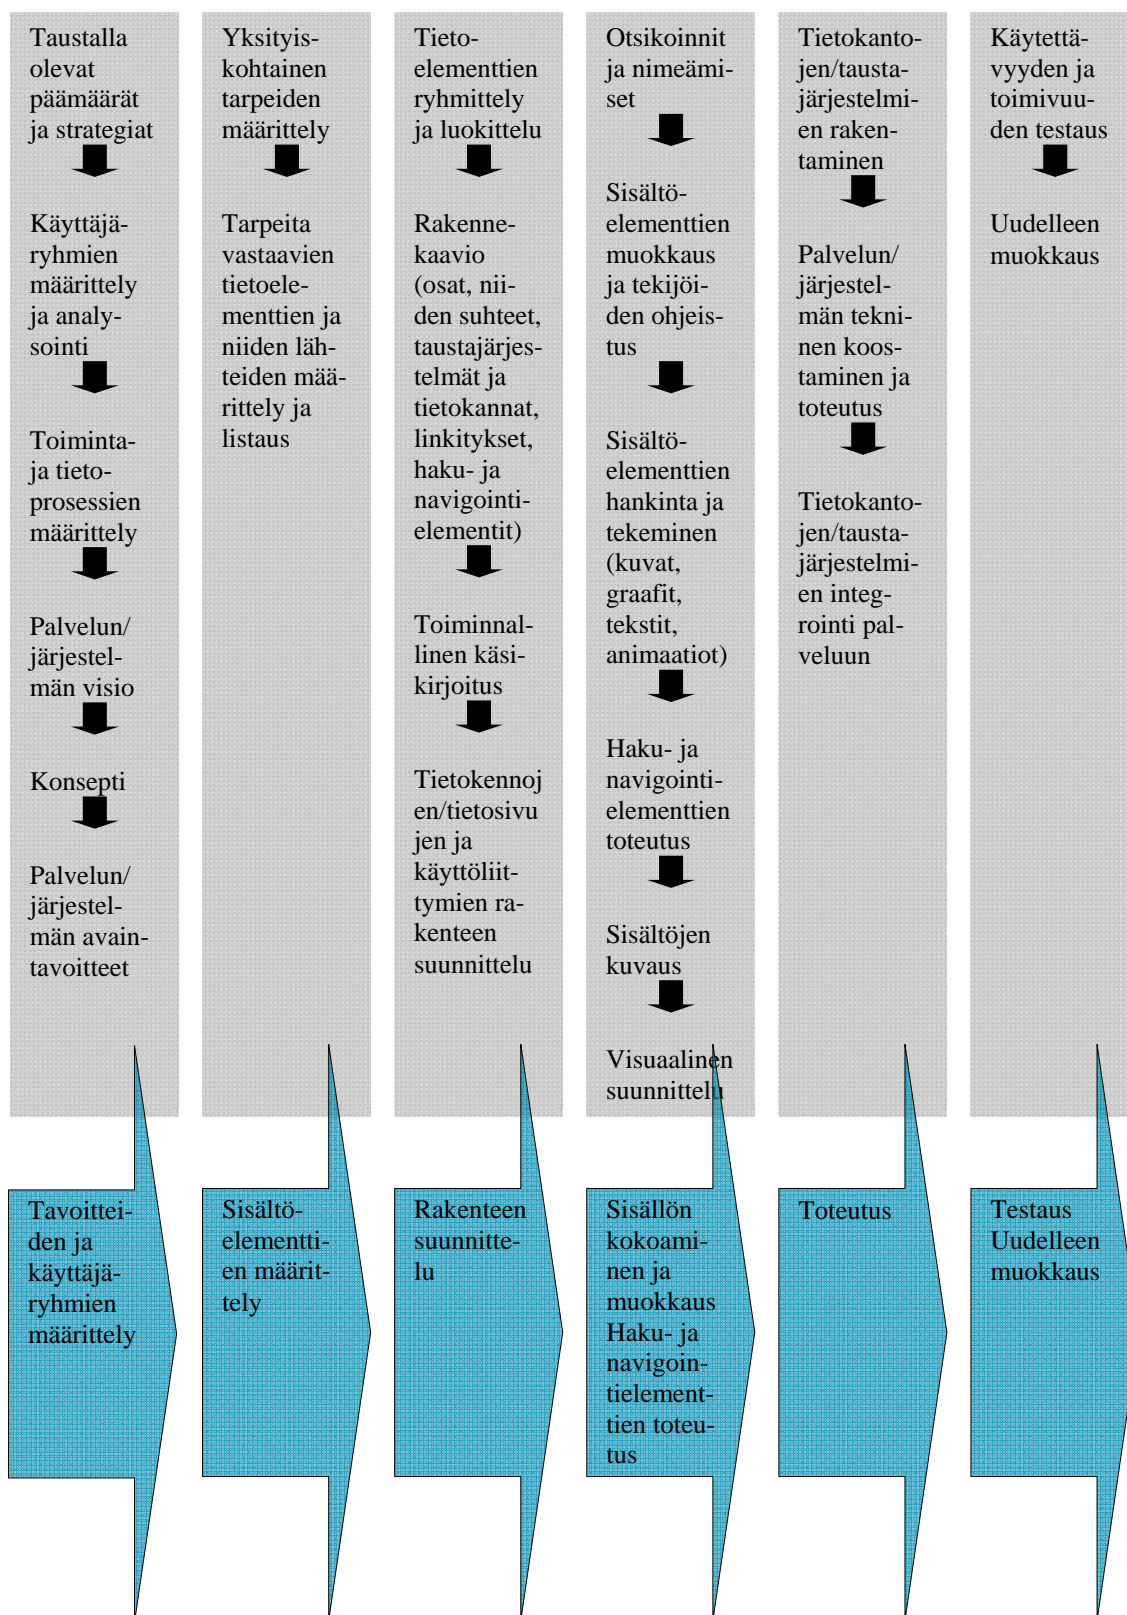 Taustalla
olevat
päämäärät
ja strategiat
Käyttäjä-
ryhmien
määrittely
ja analy-
sointi
Toiminta-
ja tieto-
prosessien
määrittely
Palvelun/
järjestel-
män visio
Konsepti
Palvelun/
järjestel-
män avain-
tavoitteet
Yksityis-
kohtainen
tarpeiden
määrittely
Tarpeita
vastaavien
tietoele-
menttien ja
niiden läh-
teiden mää-
rittely ja
listaus
Tieto-
elementtien
ryhmittely
ja luokittelu
Rakenne-
kaavio
(osat, nii-
den suhteet,
taustajärjes-
telmät ja
tietokannat,
linkitykset,
haku- ja
navigointi-
elementit)
Toiminnal-
linen käsi-
kirjoitus
Tietokennoj
en/tietosivu
jen ja
käyttöliit-
tymien ra-
kenteen
suunnittelu
Otsikoinnit
ja nimeämi-
set
Sisältö-
elementtien
muokkaus
ja tekijöi-
den ohjeis-
tus
Sisältö-
elementtien
hankinta ja
tekeminen
(kuvat,
graafit,
tekstit,
animaatiot)
Haku- ja
navigointi-
elementtien
toteutus
Sisältöjen
kuvaus
Visuaalinen
suunnittelu
Tietokanto-
jen/tausta-
järjestelmi-
en raken-
taminen
Palvelun/
järjestel-
män tekni-
nen koos-
taminen ja
toteutus
Tietokanto-
jen/tausta-
järjestelmi-
en integ-
rointi pal-
veluun
Käytettä-
vyyden ja
toimivuu-
den testaus
Uudelleen
muokkaus
Tavoittei-
den ja
käyttäjä-
ryhmien
määrittely
Sisältö-
elementti-
en määrit-
tely
Rakenteen
suunnitte-
lu
Sisällön
kokoami-
nen ja
muokkaus
Haku- ja
navigoin-
tielement-
tien toteu-
tus
Toteutus
Testaus
Uudelleen
muokkaus